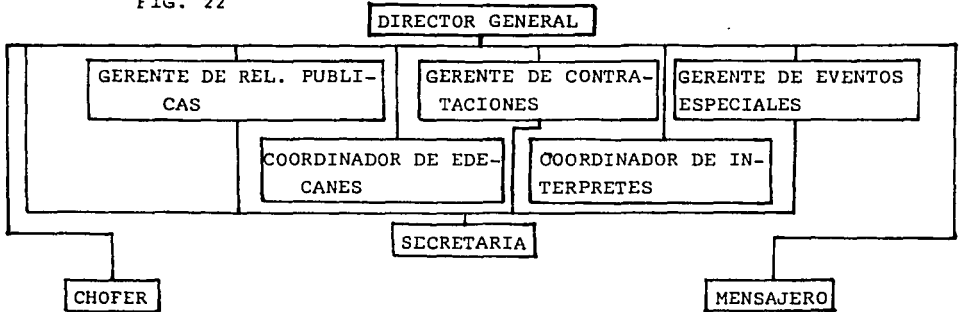 FIG. 22
DIRECTOR GENERAL
GERENTE DE REL. PUBLI-
CAS
GERENTE DE CONTRA-
TACIONES
GERENTE DE EVENTOS
ESPECIALES
COORDINADOR DE EDE-
CANES
COORDINADOR DE IN-
TERPRETES
SECRETARIA
CHOFER
MENSAJERO